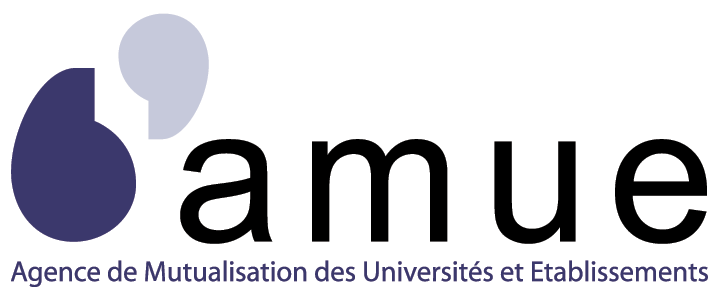 amue
Agence de Mutualisation des Universités et Etablissements